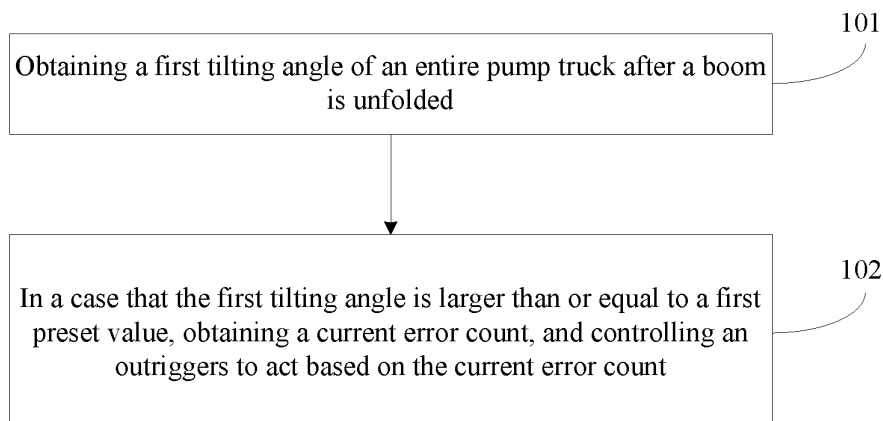 101
Obtaining a first tilting angle of an entire pump truck after a boom
is unfolded
102
In a case that the first tilting angle is larger than or equal to a first
preset value, obtaining a current error count, and controlling an
outriggers to act based on the current error count